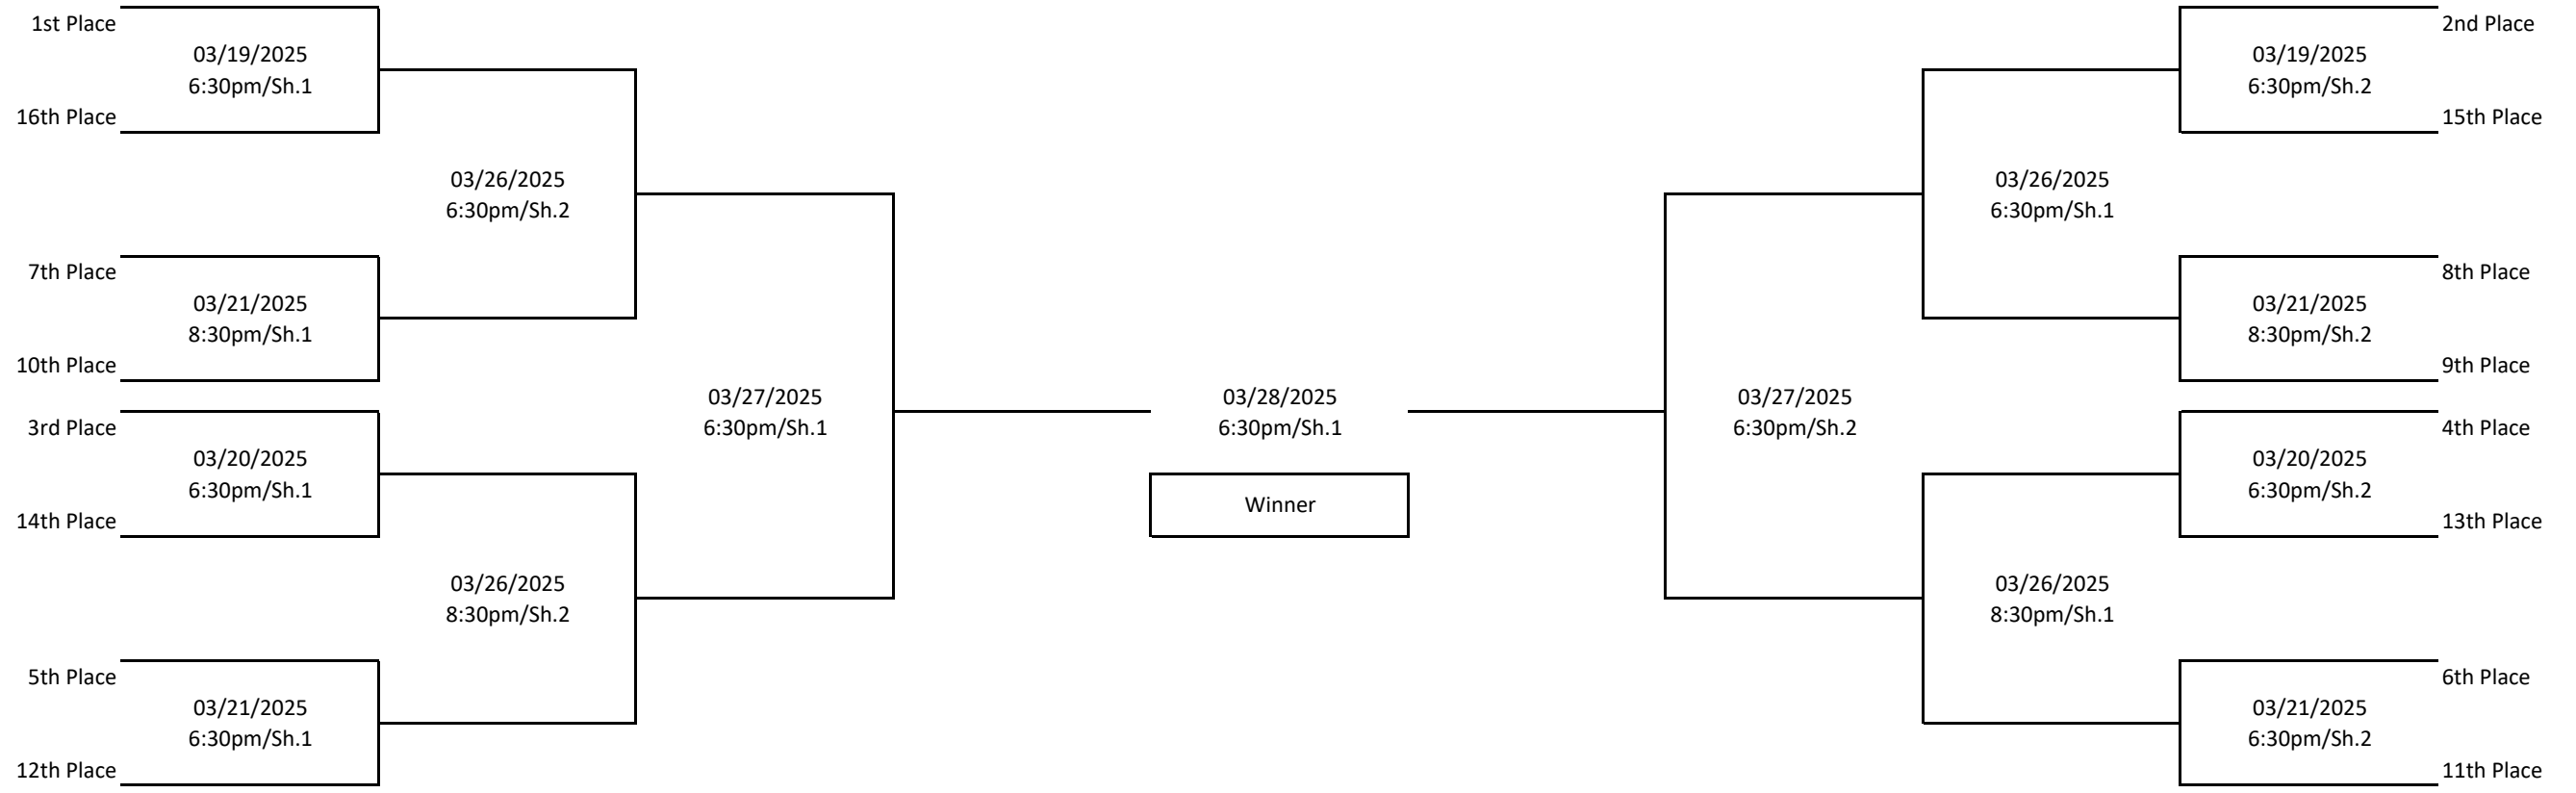 1st Place
03/19/2025
6:30pm/Sh.1
16th Place
03/26/2025
6:30pm/Sh.2
7th Place
03/21/2025
8:30pm/Sh.1
10th Place
03/27/2025
6:30pm/Sh.1
3rd Place
03/20/2025
6:30pm/Sh.1
14th Place
03/26/2025
8:30pm/Sh.2
5th Place
03/21/2025
6:30pm/Sh.1
12th Place
03/28/2025
6:30pm/Sh.1
Winner
2nd Place
03/19/2025
6:30pm/Sh.2
15th Place
03/26/2025
6:30pm/Sh.1
8th Place
03/21/2025
8:30pm/Sh.2
9th Place
03/27/2025
6:30pm/Sh.2
4th Place
03/20/2025
6:30pm/Sh.2
13th Place
03/26/2025
8:30pm/Sh.1
6th Place
03/21/2025
6:30pm/Sh.2
11th Place